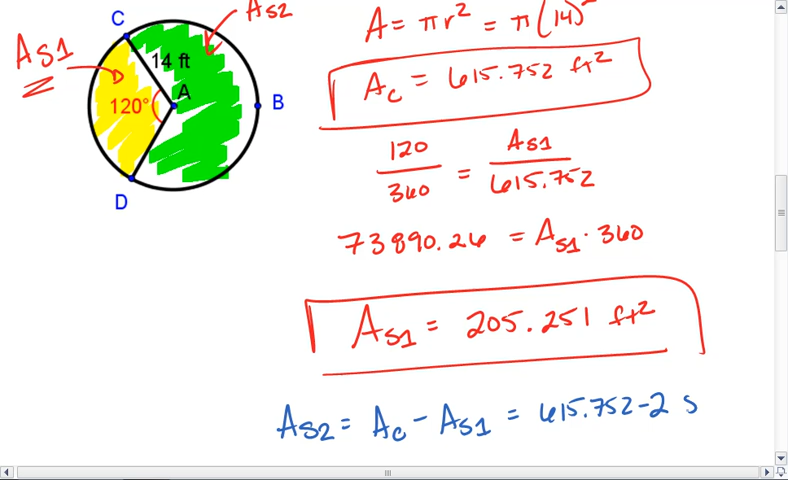 C
AS2
A = πr² = π(14)²
AS1
14 ft
Ac = 615.752 ft²
A
120°
B
D
120/360 = AS1/615.752
73890.26 = AS1 · 360
AS1 = 205.251 ft²
AS2 = Ac - AS1 = 615.752-2 s